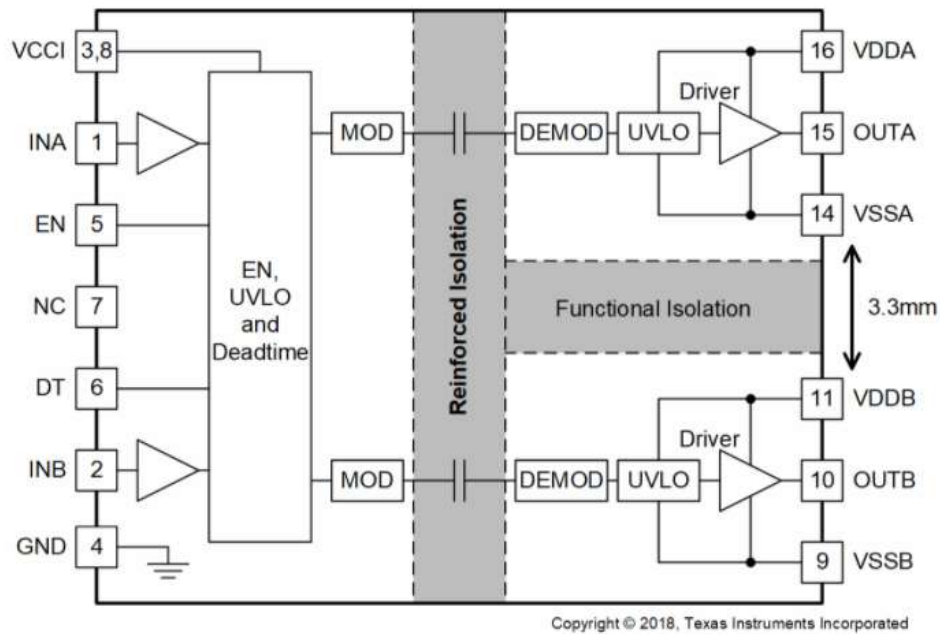 VCCI 3,8
INA 1
EN 5
NC 7
DT 6
INB 2
GND 4
EN,
UVLO
and
Deadtime
MOD
MOD
Reinforced Isolation
DEMOD UVLO
Driver
16 VDDA
15 OUTA
14 VSSA
Functional Isolation
3.3mm
DEMOD UVLO
Driver
11 VDDB
10 OUTB
9 VSSB
Copyright © 2018, Texas Instruments Incorporated